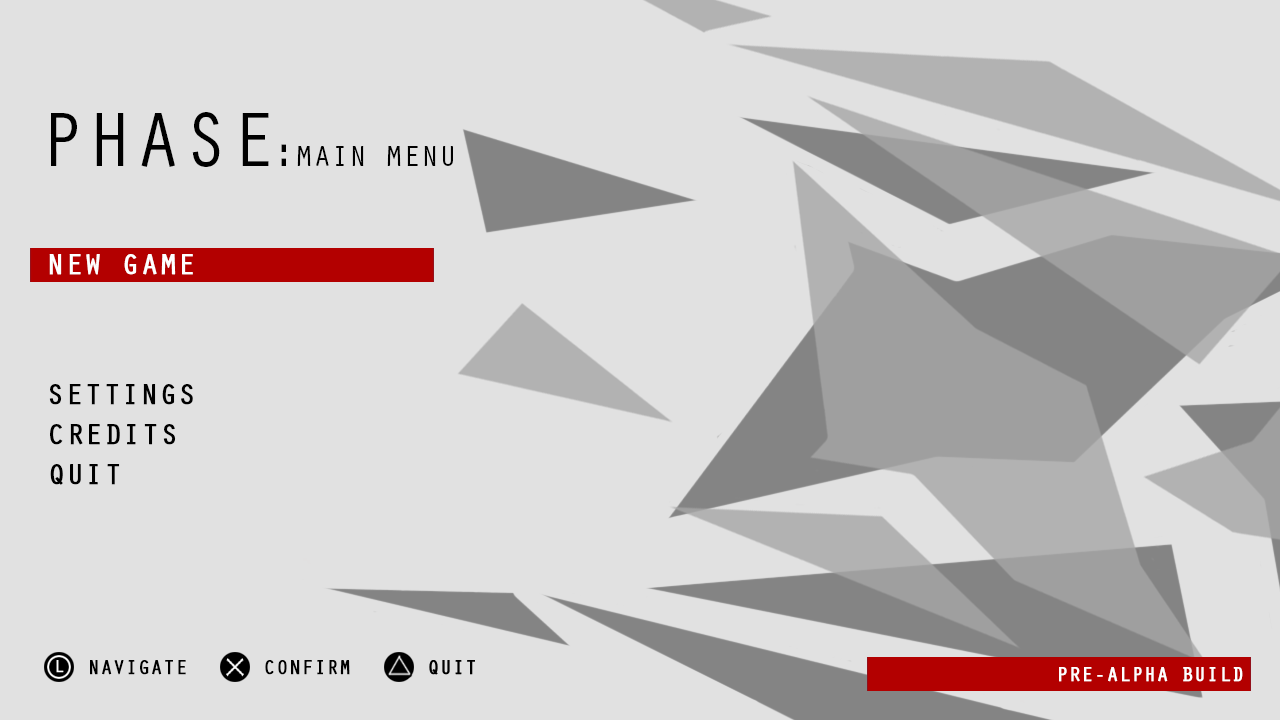 PHASE:MAIN MENU
NEW GAME
SETTINGS
CREDITS
QUIT
L NAVIGATE CONFIRM QUIT
PRE-ALPHA BUILD